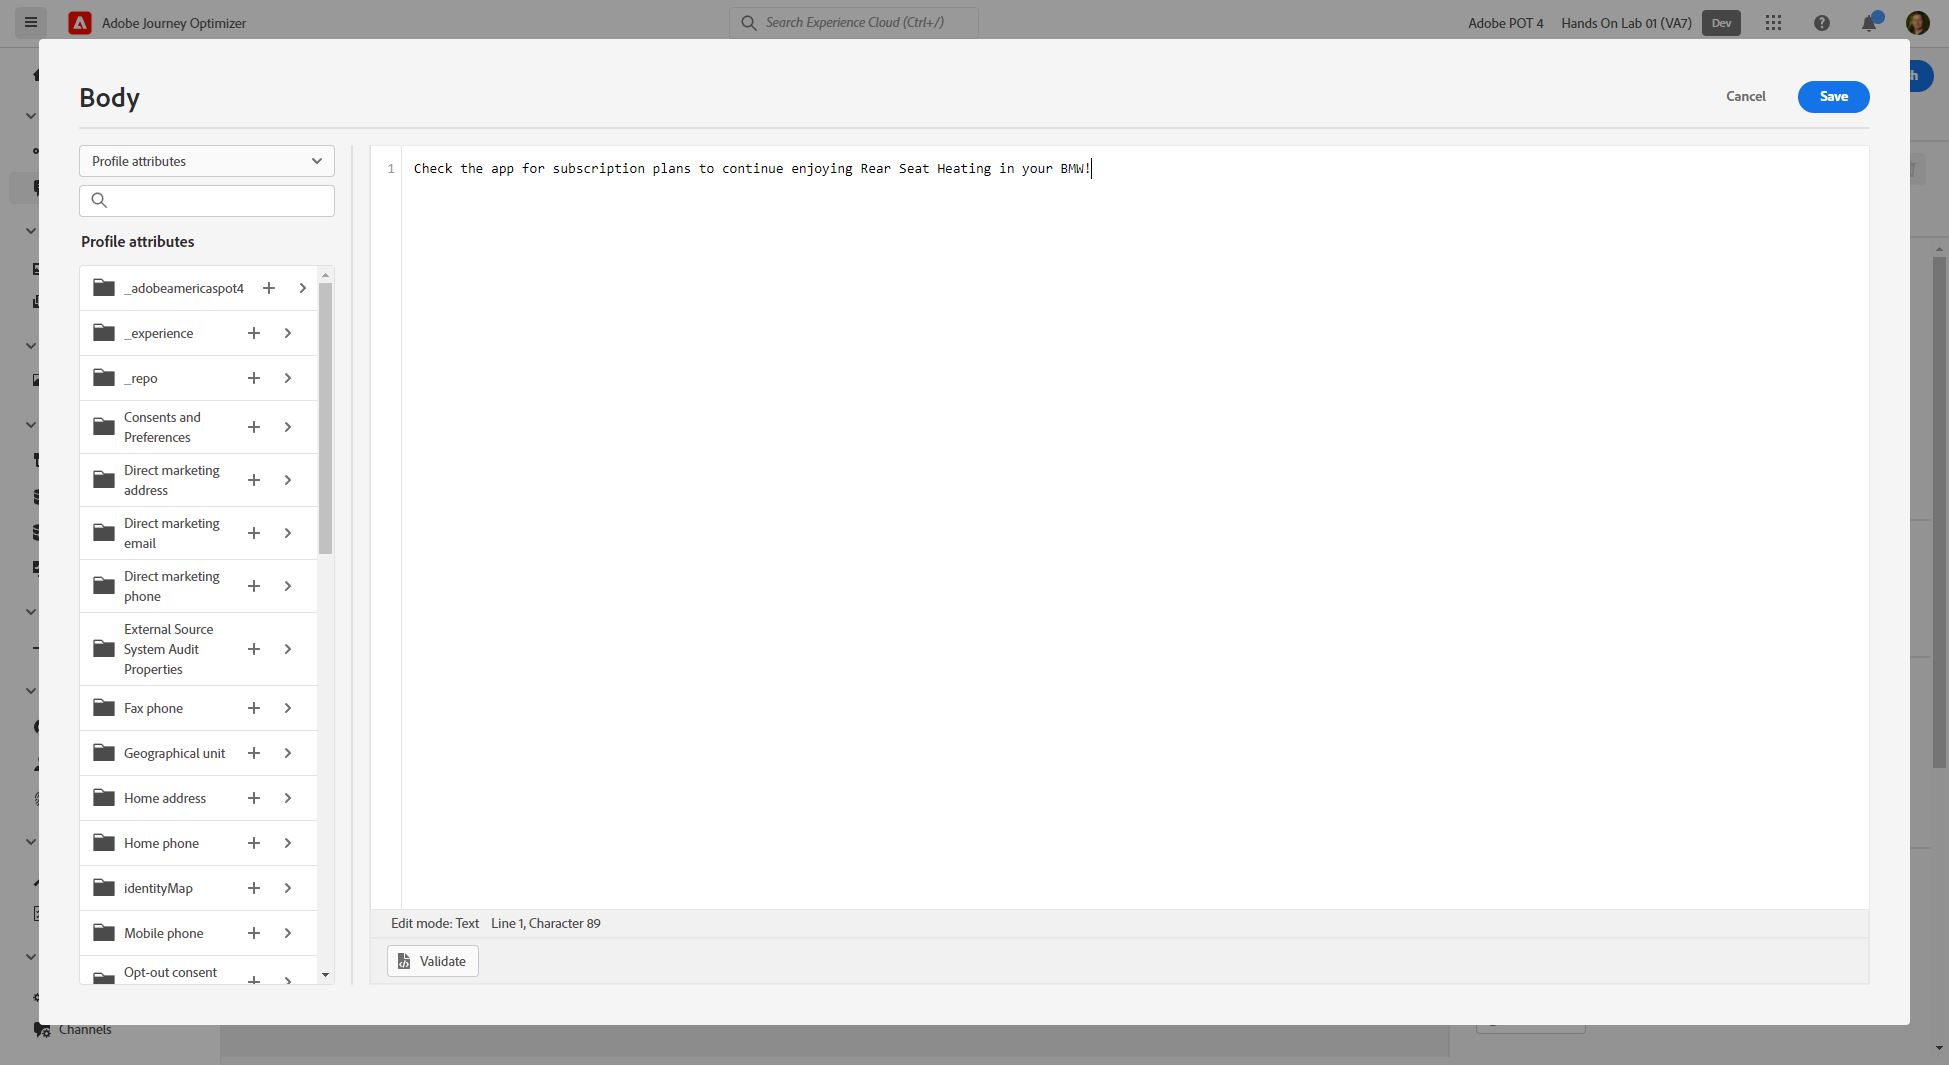 Adobe Journey Optimizer
Search Experience Cloud (Ctrl+/)
Adobe POT 4
Hands On Lab 01 (VA7)
Dev
Body
Cancel
Save
Profile attributes
1
Check the app for subscription plans to continue enjoying Rear Seat Heating in your BMW!
Profile attributes
_adobeamericaspot4
_experience
_repo
Consents and
Preferences
Direct marketing
address
Direct marketing
email
Direct marketing
phone
External Source
System Audit
Properties
Fax phone
Geographical unit
Home address
Home phone
identityMap
Mobile phone
Opt-out consent
Edit mode: Text Line 1, Character 89
Validate
Channels